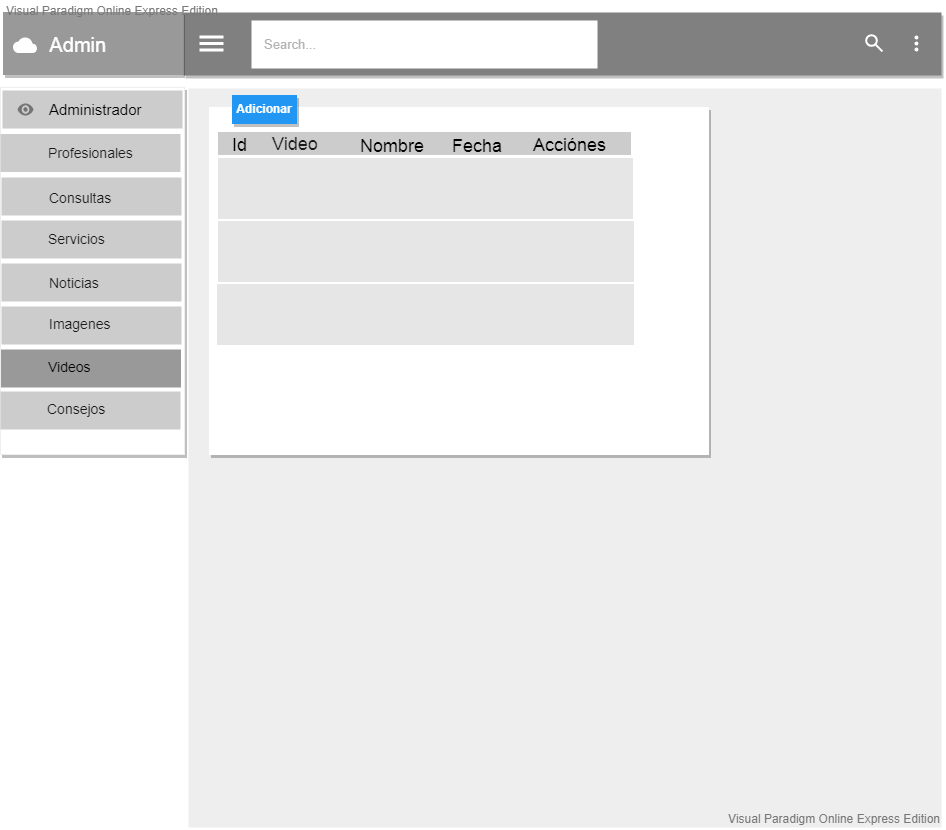 Visual Paradigm Online Express Edition
Admin
Search...
Administrador
Profesionales
Consultas
Servicios
Noticias
Imagenes
Videos
Consejos
Adicionar
Id Video Nombre Fecha Acciónes
Visual Paradigm Online Express Edition